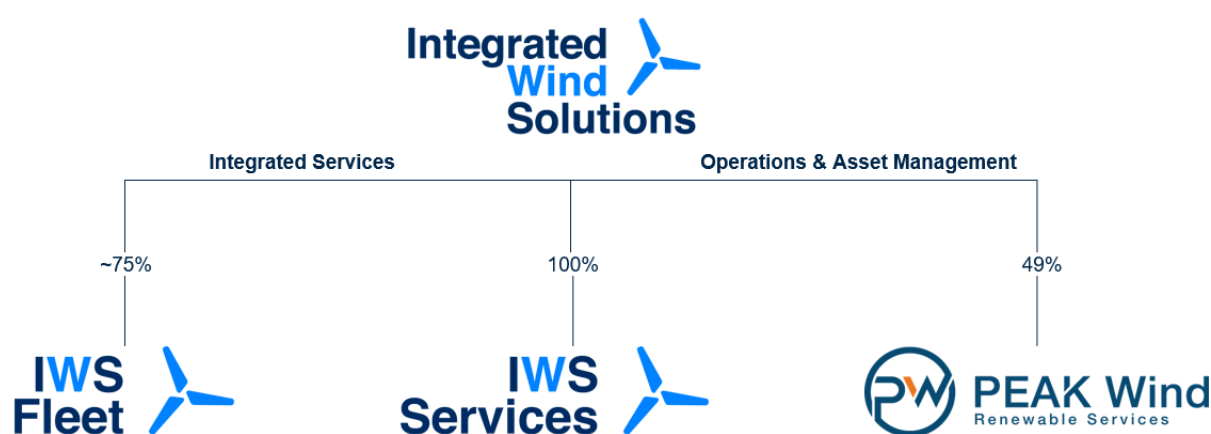 Integrated
Wind
Solutions
Integrated Services
Operations & Asset Management
~75%
100%
49%
IWS
Fleet
IWS
Services
PW
PEAK Wind
Renewable Services